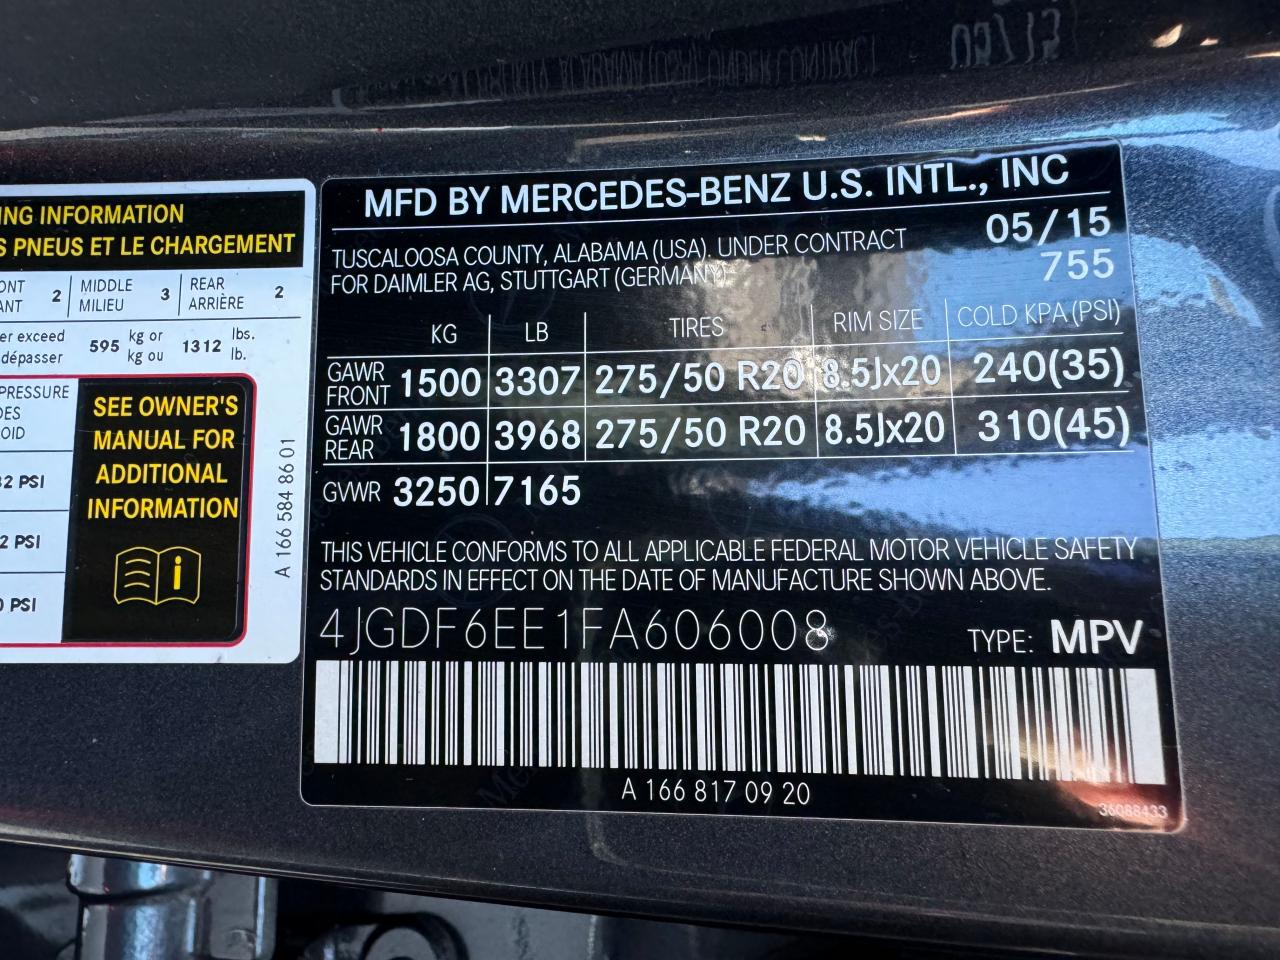 ING INFORMATION
S PNEUS ET LE CHARGEMENT
ONT
ANT
2
MIDDLE
MILIEU
3
REAR
ARRIÈRE
2
er exceed
dépasser
595
kg or
kg ou
1312
lbs.
lb.
PRESSURE
DES
OID
2 PSI
2 PSI
0 PSI
SEE OWNER'S
MANUAL FOR
ADDITIONAL
INFORMATION
A 166 584 86 01
MFD BY MERCEDES-BENZ U.S. INTL., INC
TUSCALOOSA COUNTY, ALABAMA (USA). UNDER CONTRACT 05/15
FOR DAIMLER AG, STUTTGART (GERMANY) 755
KG LB TIRES RIM SIZE COLD KPA (PSI)
GAWR FRONT 1500 3307 275/50 R20 8.5Jx20 240(35)
GAWR REAR 1800 3968 275/50 R20 8.5Jx20 310(45)
GVWR 3250 7165
THIS VEHICLE CONFORMS TO ALL APPLICABLE FEDERAL MOTOR VEHICLE SAFETY
STANDARDS IN EFFECT ON THE DATE OF MANUFACTURE SHOWN ABOVE.
4JGDF6EE1FA606008 TYPE: MPV
A 166 817 09 20
36088433